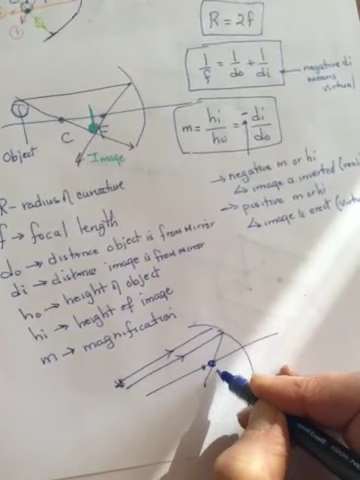 R = 2f
1/f = 1/do + 1/di
negative di
means
virtual
m = hi/ho = -di/do
C
F
Object
Image
→ negative m or hi
↳ image is inverted (real
→ positive m or hi
↳ image is erect (virtu
R - radius of curvature
f → focal length
do → distance object is from mirror
di → distance image is from mirror
ho → height of object
hi → height of image
m → magnification